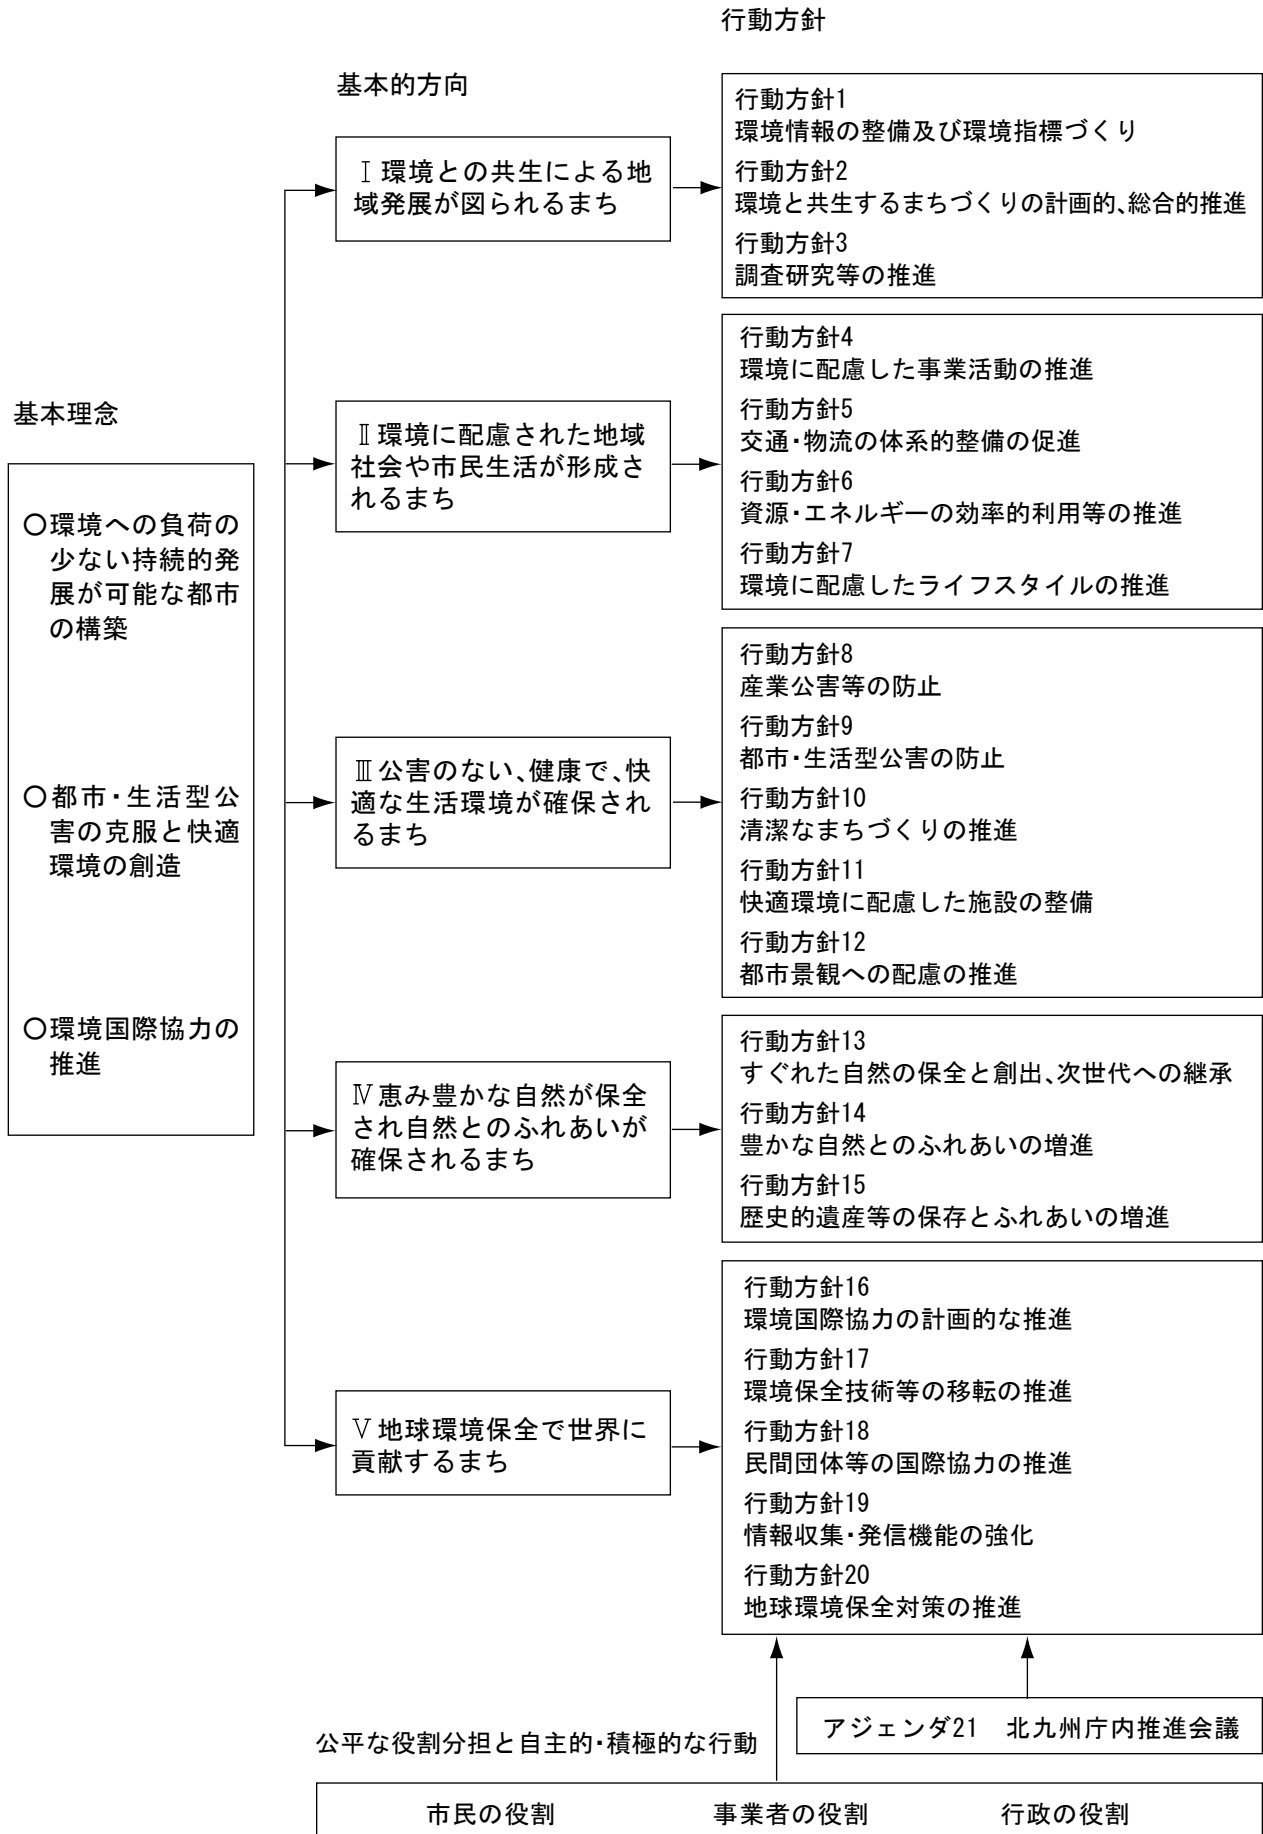 行動方針
基本的方向
基本理念
〇環境への負荷の
少ない持続的発
展が可能な都市
の構築
〇都市・生活型公
害の克服と快適
環境の創造
〇環境国際協力の
推進
Ⅰ環境との共生による地
域発展が図られるまち
行動方針1
環境情報の整備及び環境指標づくり
行動方針2
環境と共生するまちづくりの計画的、総合的推進
行動方針3
調査研究等の推進
Ⅱ環境に配慮された地域
社会や市民生活が形成さ
れるまち
行動方針4
環境に配慮した事業活動の推進
行動方針5
交通・物流の体系的整備の促進
行動方針6
資源・エネルギーの効率的利用等の推進
行動方針7
環境に配慮したライフスタイルの推進
Ⅲ公害のない、健康で、快
適な生活環境が確保され
るまち
行動方針8
産業公害等の防止
行動方針9
都市・生活型公害の防止
行動方針10
清潔なまちづくりの推進
行動方針11
快適環境に配慮した施設の整備
行動方針12
都市景観への配慮の推進
Ⅳ恵み豊かな自然が保全
され自然とのふれあいが
確保されるまち
行動方針13
すぐれた自然の保全と創出、次世代への継承
行動方針14
豊かな自然とのふれあいの増進
行動方針15
歴史的遺産等の保存とふれあいの増進
Ⅴ地球環境保全で世界に
貢献するまち
行動方針16
環境国際協力の計画的な推進
行動方針17
環境保全技術等の移転の推進
行動方針18
民間団体等の国際協力の推進
行動方針19
情報収集・発信機能の強化
行動方針20
地球環境保全対策の推進
アジェンダ21　北九州庁内推進会議
公平な役割分担と自主的・積極的な行動
市民の役割　事業者の役割　行政の役割